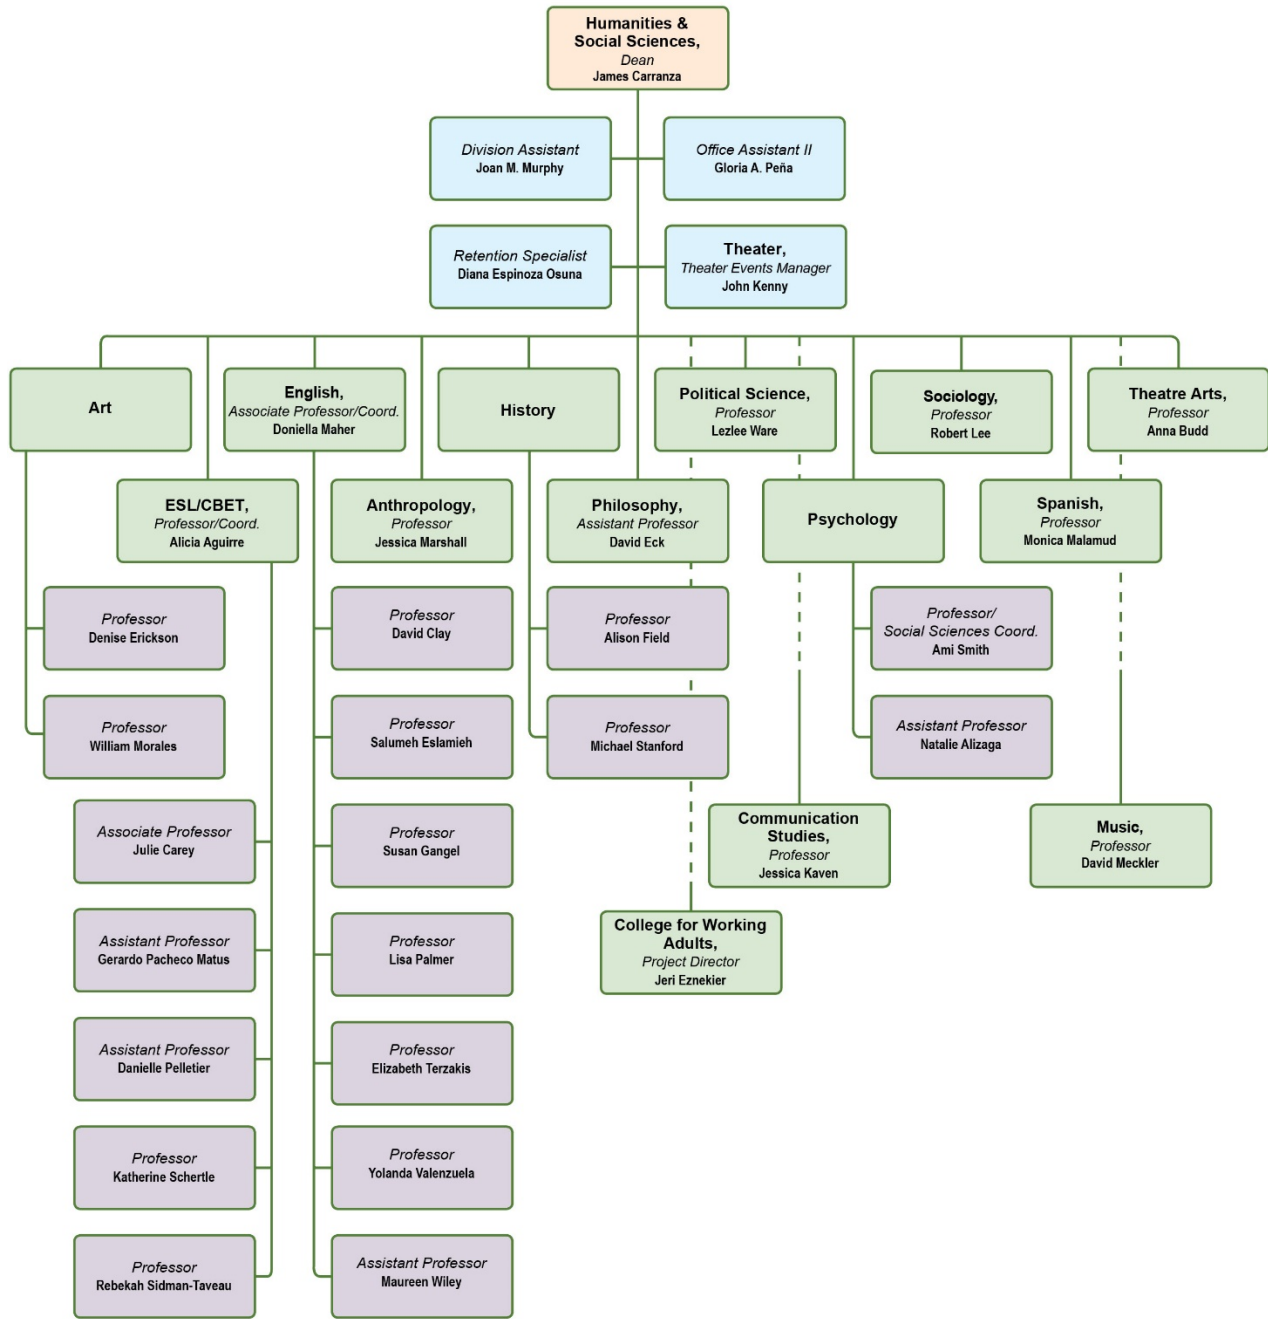 Humanities &
Social Sciences,
Dean
James Carranza
Division Assistant
Joan M. Murphy
Office Assistant II
Gloria A. Peña
Retention Specialist
Diana Espinoza Osuna
Theater,
Theater Events Manager
John Kenny
Art
English,
Associate Professor/Coord.
Doniella Maher
History
Political Science,
Professor
Lezlee Ware
Sociology,
Professor
Robert Lee
Theatre Arts,
Professor
Anna Budd
ESL/CBET,
Professor/Coord.
Alicia Aguirre
Anthropology,
Professor
Jessica Marshall
Philosophy,
Assistant Professor
David Eck
Psychology
Spanish,
Professor
Monica Malamud
Professor
Denise Erickson
Professor
David Clay
Professor
Alison Field
Professor/
Social Sciences Coord.
Ami Smith
Professor
William Morales
Professor
Salumeh Eslamieh
Professor
Michael Stanford
Assistant Professor
Natalie Alizaga
Associate Professor
Julie Carey
Professor
Susan Gangel
Communication
Studies,
Professor
Jessica Kaven
Music,
Professor
David Meckler
Assistant Professor
Gerardo Pacheco Matus
Professor
Lisa Palmer
College for Working
Adults,
Project Director
Jeri Eznekier
Assistant Professor
Danielle Pelletier
Professor
Elizabeth Terzakis
Professor
Katherine Schertle
Professor
Yolanda Valenzuela
Professor
Rebekah Sidman-Taveau
Assistant Professor
Maureen Wiley